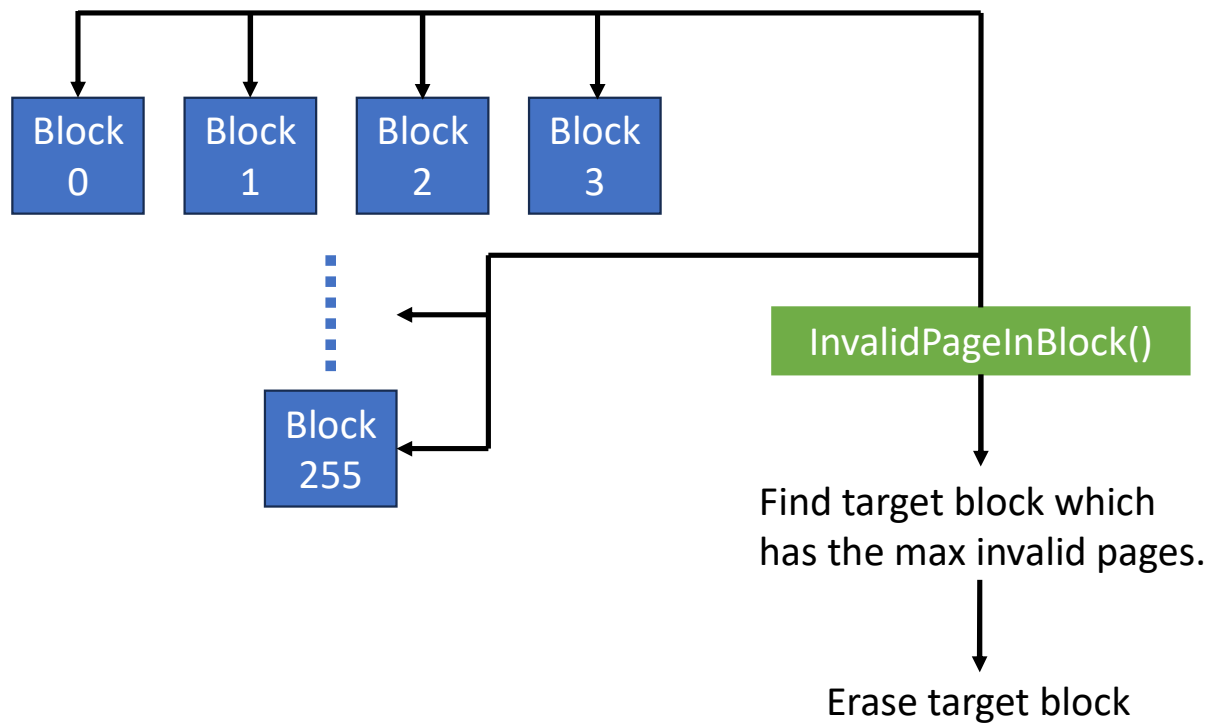 Block
0
Block
1
Block
2
Block
3
InvalidPageInBlock()
Block
255
Find target block which
has the max invalid pages.
Erase target block